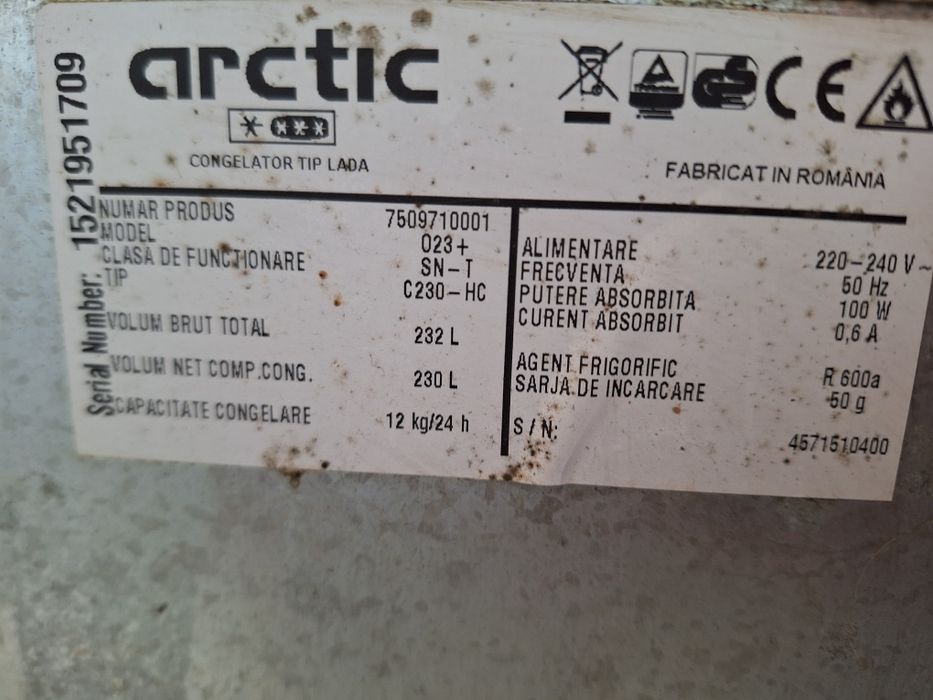 arctic
CONGELATOR TIP LADA
FABRICAT IN ROMÂNIA
Serial Number: 15219551709
NUMAR PRODUS 7509710001
MODEL O23+
CLASA DE FUNCTIONARE SN-T
TIP C230-HC
VOLUM BRUT TOTAL 232 L
VOLUM NET COMP.CONG. 230 L
CAPACITATE CONGELARE 12 kg/24 h
ALIMENTARE 220-240 V ~
FRECVENTA 50 Hz
PUTERE ABSORBITA 100 W
CURENT ABSORBIT 0,6 A
AGENT FRIGORIFIC R 600a
SARJA DE INCARCARE 50 g
S / N: 4571510400